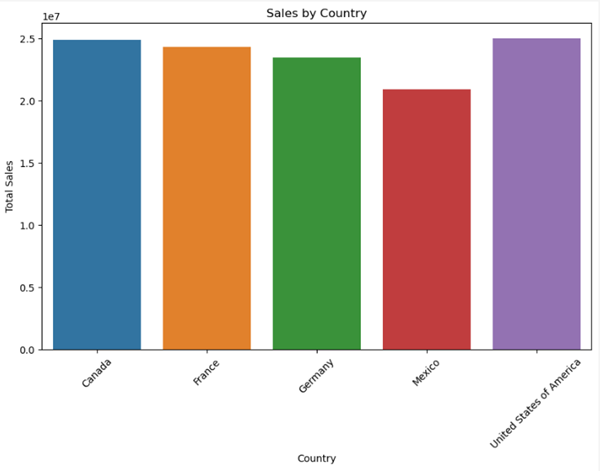 Sales by Country
1e7
2.5
2.0
1.5
1.0
0.5
0.0
Total Sales
Canada
France
Germany
Mexico
United States of America
Country